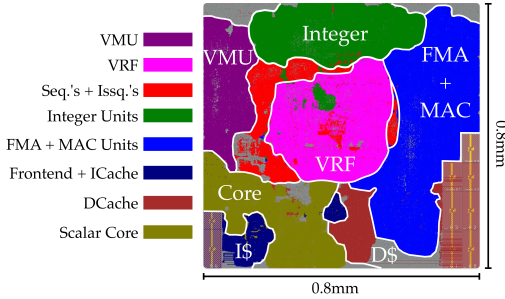 VMU
VRF
Seq.'s + Issq.'s
Integer Units
FMA + MAC Units
Frontend + ICache
DCache
Scalar Core
Integer
VMU
FMA
+
MAC
VRF
Core
I$
D$
0.8mm
0.8mm